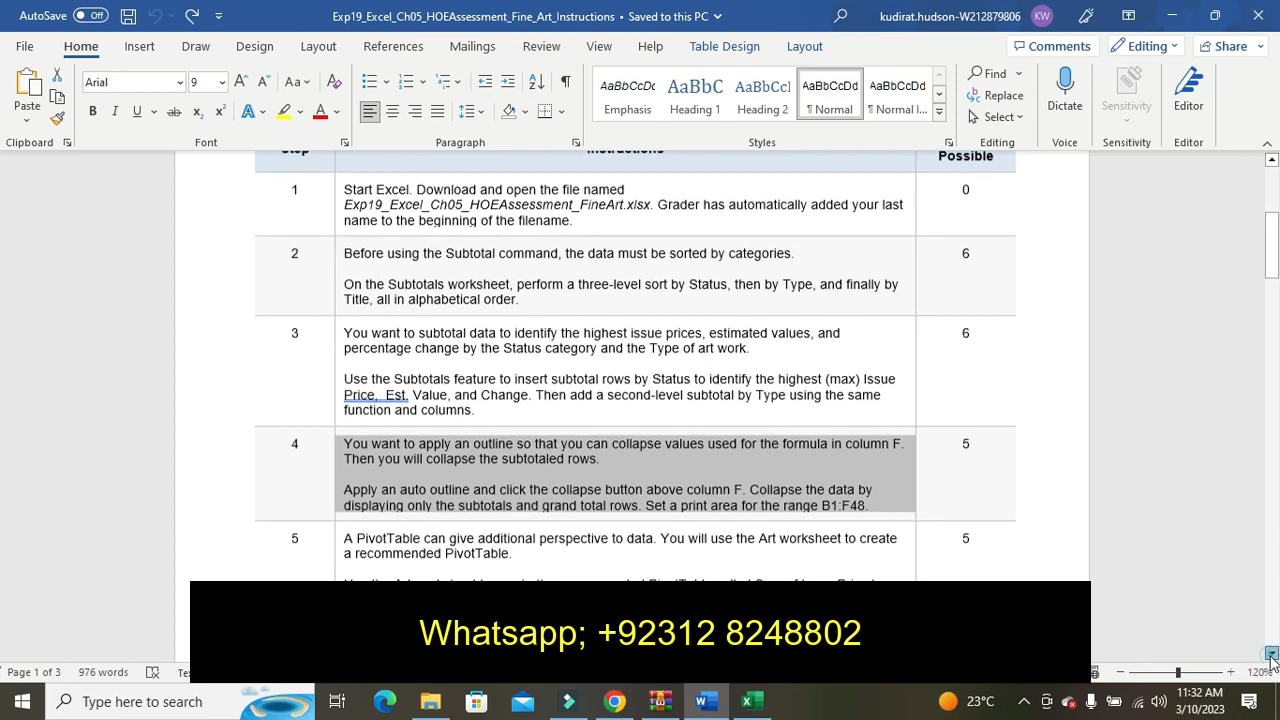 AutoSave Off Exp19_Excel_Ch05_HOEAssessment_Fine_Art_Instructions - Saved to this PC kudirat.hudson-W212879806 KW
File Home Insert Draw Design Layout References Mailings Review View Help Table Design Layout Comments Editing Share
Paste Arial 9 Aa AaBbCcDc AaBbC AaBbCc AaBbCcDd AaBbCcDd Find Replace Select Dictate Sensitivity Editor
Emphasis Heading 1 Heading 2 ¶ Normal ¶ Normal I...
Clipboard Font Paragraph Styles Editing Voice Sensitivity Editor
Step Instructions Possible
1 Start Excel. Download and open the file named 0
Exp19_Excel_Ch05_HOEAssessment_FineArt.xlsx. Grader has automatically added your last
name to the beginning of the filename.
2 Before using the Subtotal command, the data must be sorted by categories. 6
On the Subtotals worksheet, perform a three-level sort by Status, then by Type, and finally by
Title, all in alphabetical order.
3 You want to subtotal data to identify the highest issue prices, estimated values, and 6
percentage change by the Status category and the Type of art work.
Use the Subtotals feature to insert subtotal rows by Status to identify the highest (max) Issue
Price, Est. Value, and Change. Then add a second-level subtotal by Type using the same
function and columns.
4 You want to apply an outline so that you can collapse values used for the formula in column F. 5
Then you will collapse the subtotaled rows.
Apply an auto outline and click the collapse button above column F. Collapse the data by
displaying only the subtotals and grand total rows. Set a print area for the range B1:F48.
5 A PivotTable can give additional perspective to data. You will use the Art worksheet to create 5
a recommended PivotTable.
Whatsapp; +92312 8248802
Page 1 of 3 976 words 120%
Type here to search 23°C 11:32 AM
3/10/2023